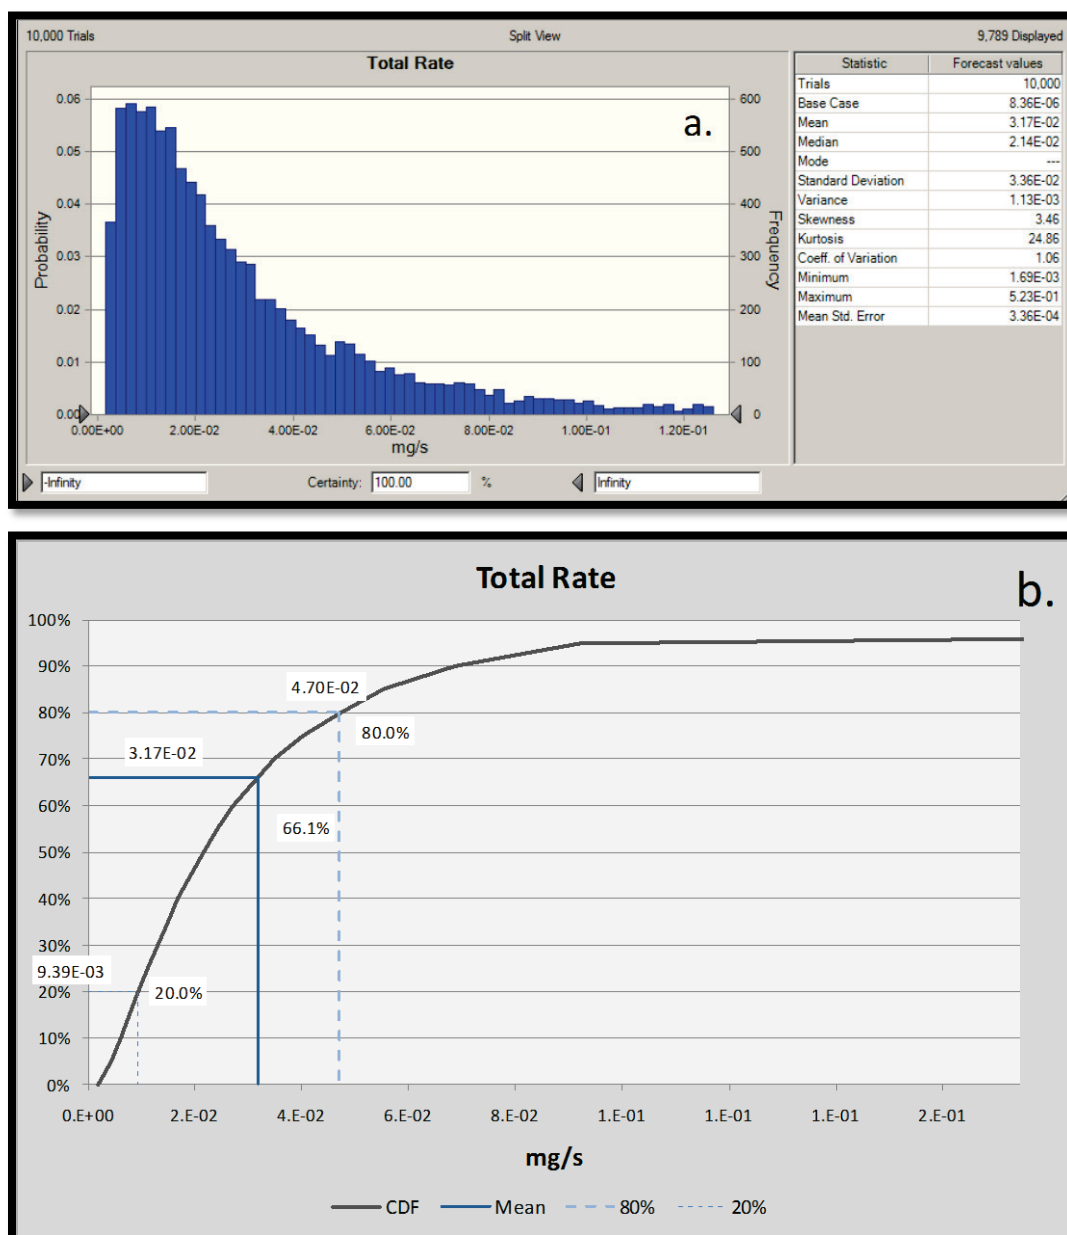 10,000 Trials Split View 9,789 Displayed
Total Rate
a.
Statistic Forecast values
Trials 10,000
Base Case 8.36E-06
Mean 3.17E-02
Median 2.14E-02
Mode ---
Standard Deviation 3.36E-02
Variance 1.13E-03
Skewness 3.46
Kurtosis 24.86
Coeff. of Variation 1.06
Minimum 1.69E-03
Maximum 5.23E-01
Mean Std. Error 3.36E-04
Probability
0.06
0.05
0.04
0.03
0.02
0.01
0.00
Frequency
600
500
400
300
200
100
0
0.00E+00 2.00E-02 4.00E-02 6.00E-02 8.00E-02 1.00E-01 1.20E-01
mg/s
-Infinity Certainty: 100.00 % Infinity
Total Rate
b.
100%
90%
80%
70%
60%
50%
40%
30%
20%
10%
0%
4.70E-02
80.0%
3.17E-02
66.1%
9.39E-03
20.0%
0.E+00 2.E-02 4.E-02 6.E-02 8.E-02 1.E-01 1.E-01 1.E-01 2.E-01
mg/s
CDF Mean 80% 20%